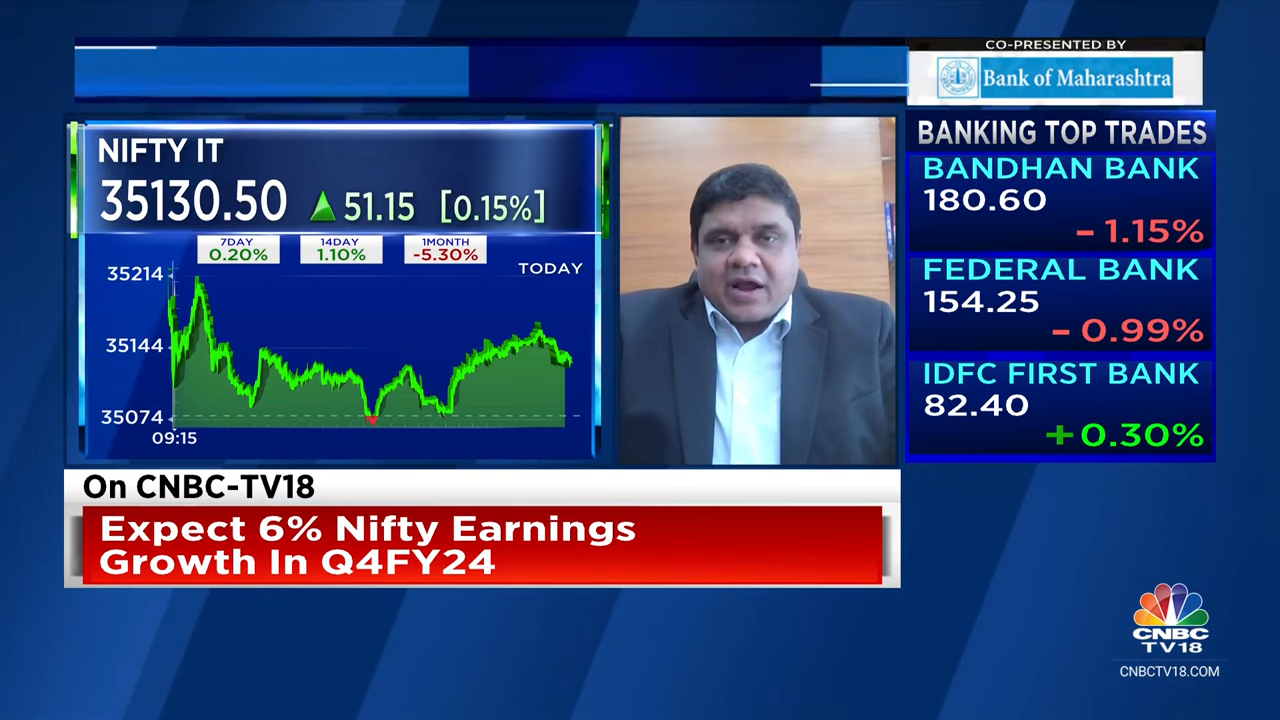 CO-PRESENTED BY
Bank of Maharashtra
NIFTY IT
35130.50 ▲ 51.15 [0.15%]
7DAY
0.20%
14DAY
1.10%
1MONTH
-5.30%
TODAY
35214
35144
35074
09:15
BANKING TOP TRADES
BANDHAN BANK
180.60
- 1.15%
FEDERAL BANK
154.25
- 0.99%
IDFC FIRST BANK
82.40
+ 0.30%
On CNBC-TV18
Expect 6% Nifty Earnings
Growth In Q4FY24
CNBC
TV18
CNBCTV18.COM